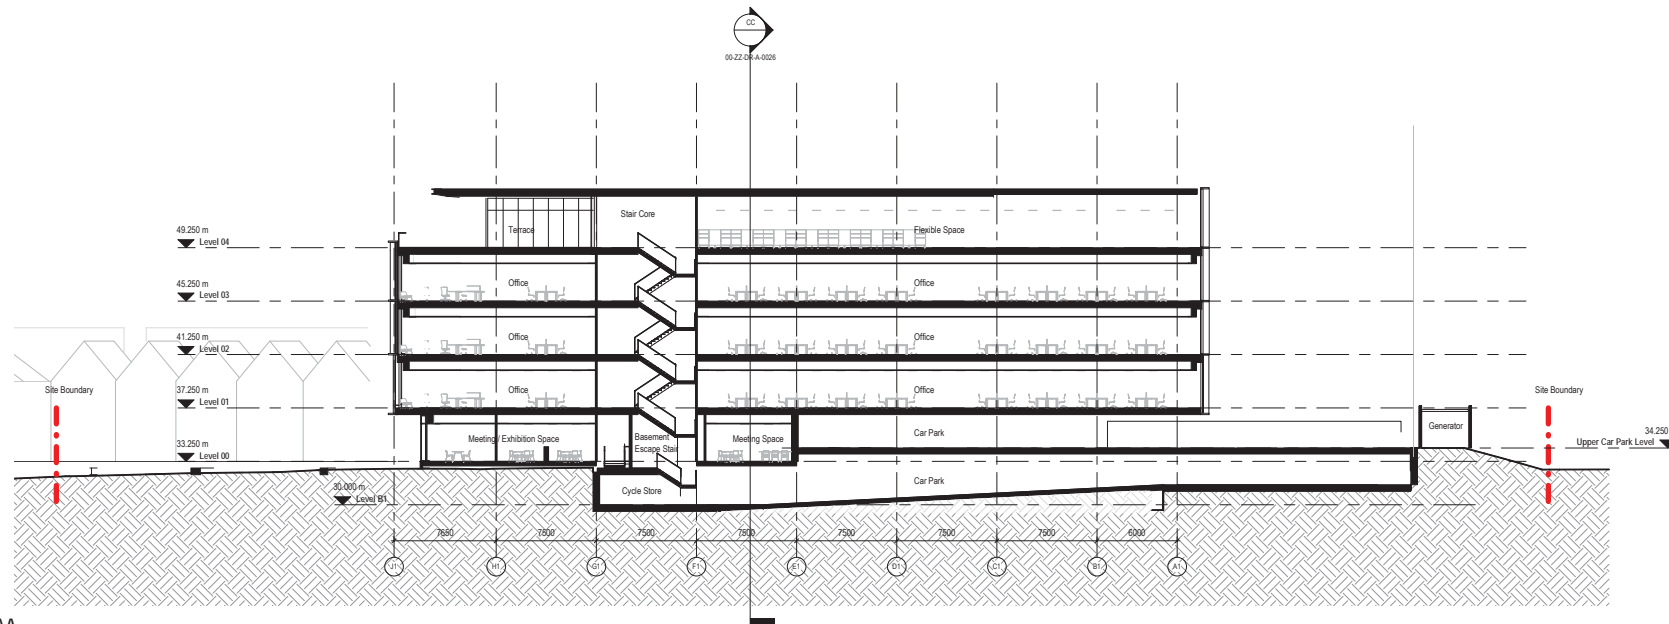 CC
00-ZZ-DR-A-0026
Stair Core
49.250 m
Level 04
Terrace
Flexible Space
45.250 m
Level 03
Office
Office
41.250 m
Level 02
Office
Office
Site Boundary
37.250 m
Level 01
Office
Office
Site Boundary
33.250 m
Level 00
Meeting / Exhibition Space
Basement
Escape Stair
Meeting Space
Car Park
Generator
34.250
Upper Car Park Level
30.000 m
Level B1
Cycle Store
Car Park
7650 7500 7500 7500 7500 7500 7500 6000
J1 H1 G1 F1 E1 D1 C1 B1 A1